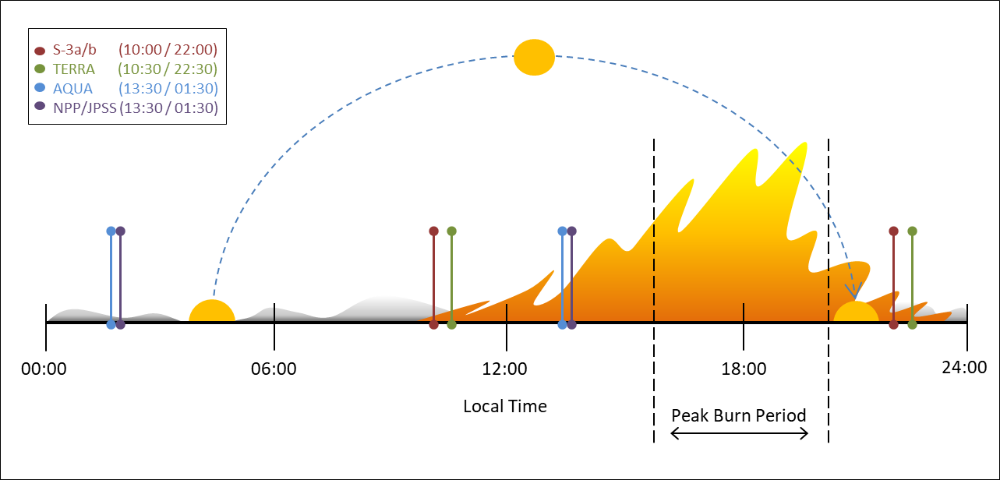 S-3a/b (10:00 / 22:00)
TERRA (10:30 / 22:30)
AQUA (13:30 / 01:30)
NPP/JPSS (13:30 / 01:30)
00:00 06:00 12:00 18:00 24:00
Local Time
Peak Burn Period